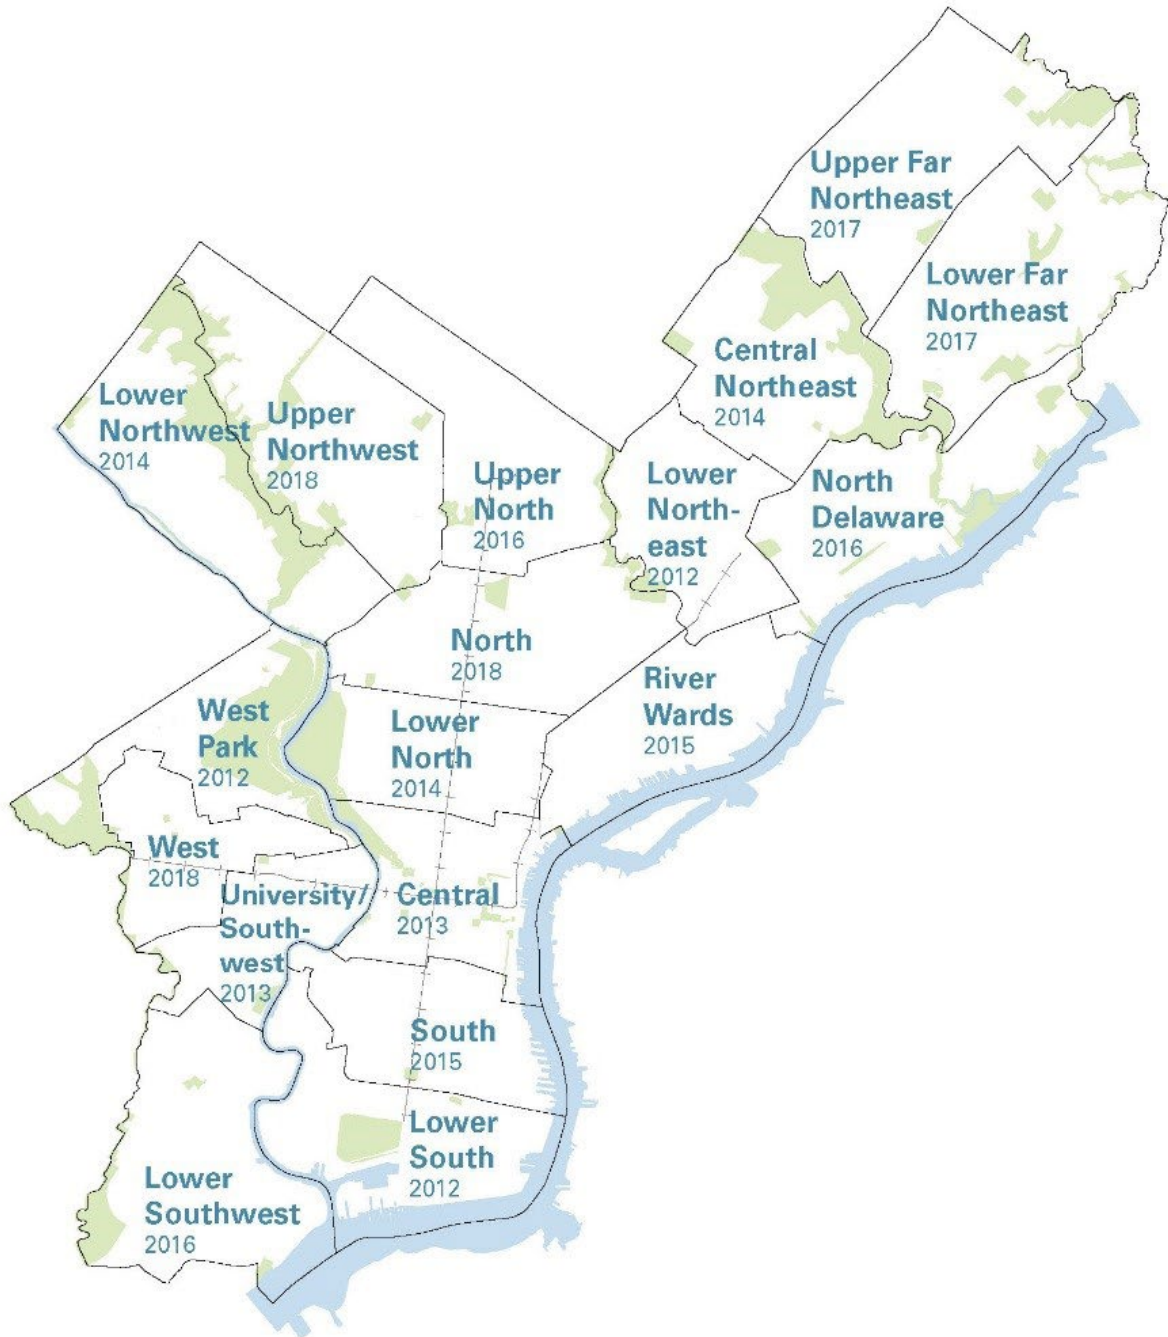 Upper Far
Northeast
2017
Lower Far
Northeast
2017
Central
Northeast
2014
Lower
Northwest
2014
Upper
Northwest
2018
Upper
North
2016
Lower
North-
east
2012
North
Delaware
2016
North
2018
River
Wards
2015
West
Park
2012
Lower
North
2014
West
2018
University/
South-
west
2013
Central
2013
South
2015
Lower
South
2012
Lower
Southwest
2016